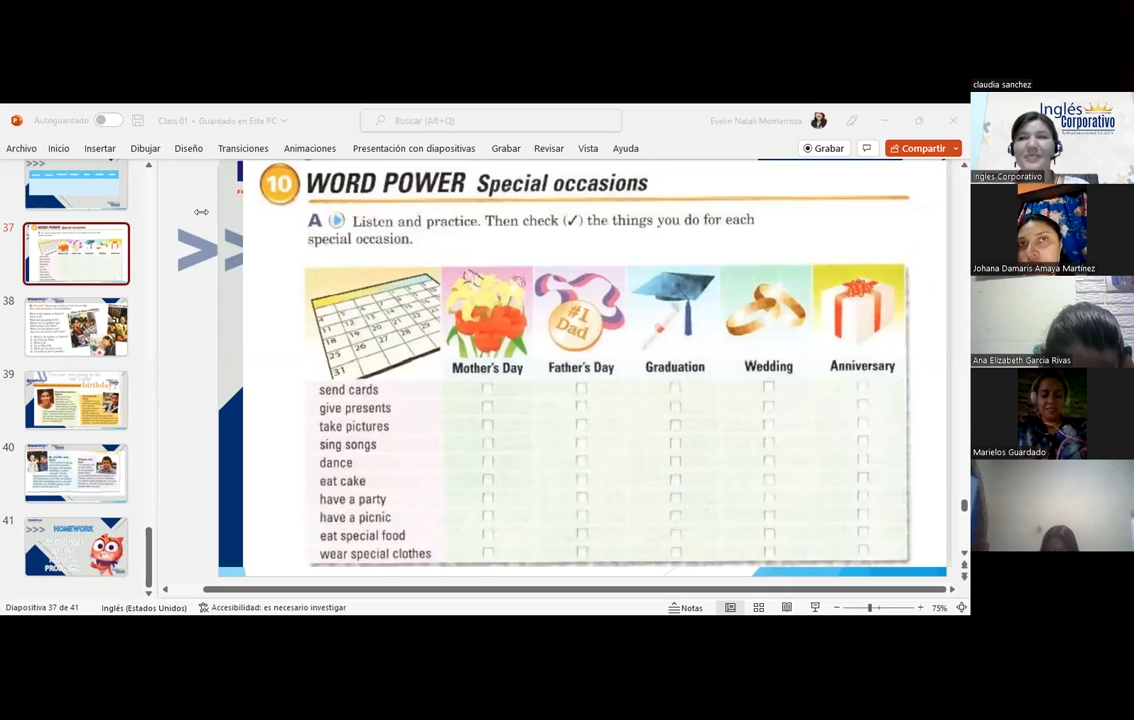 claudia sanchez
Autoguardado
Class 01 • Guardado en Este PC
Buscar (Alt+Q)
Evelin Natali Monterroza
Archivo Inicio Insertar Dibujar Diseño Transiciones Animaciones Presentación con diapositivas Grabar Revisar Vista Ayuda
Grabar
Compartir
Inglés
Corporativo
Ingles Corporativo
Johana Damaris Amaya Martínez
Ana Elizabeth Garcia Rivas
Marielos Guardado
37
38
39
40
41
birthday?
HOMEWORK
10 WORD POWER Special occasions
A Listen and practice. Then check (✓) the things you do for each
special occasion.
#1
Dad
Mother's Day Father's Day Graduation Wedding Anniversary
send cards
give presents
take pictures
sing songs
dance
eat cake
have a party
have a picnic
eat special food
wear special clothes
Diapositiva 37 de 41 Inglés (Estados Unidos) Accesibilidad: es necesario investigar
Notas
75%